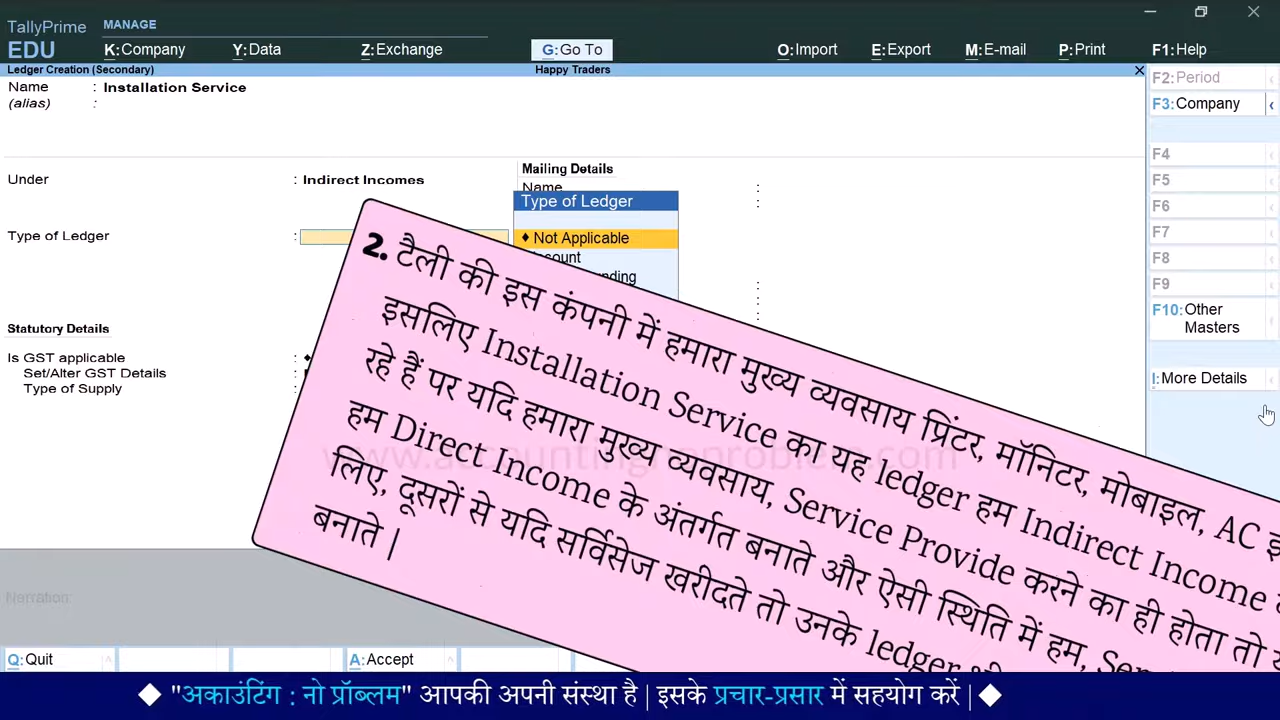 TallyPrime
EDU
MANAGE
K:Company Y:Data Z:Exchange G:Go To O:Import E:Export M:E-mail P:Print F1:Help
Ledger Creation (Secondary) Happy Traders
Name : Installation Service
(alias) :
Under : Indirect Incomes
Type of Ledger :
Mailing Details
Name :
:
Type of Ledger
♦ Not Applicable
Statutory Details
Is GST applicable : ♦
Set/Alter GST Details :
Type of Supply :
F2:Period
F3:Company
F4
F5
F6
F7
F8
F9
F10:Other
Masters
I:More Details
2. टैली की इस कंपनी में हमारा मुख्य व्यवसाय प्रिंटर, मॉनिटर, मोबाइल, AC
इसलिए Installation Service का यह ledger हम Indirect Income
रहे हैं पर यदि हमारा मुख्य व्यवसाय, Service Provide करने का ही होता तो
हम Direct Income के अंतर्गत बनाते और ऐसी स्थिति में हम,
लिए, दूसरों से यदि सर्विसेज खरीदते तो उनके ledger
बनाते |
Narration:
Q:Quit A:Accept
◆ "अकाउंटिंग : नो प्रॉब्लम" आपकी अपनी संस्था है | इसके प्रचार-प्रसार में सहयोग करें | ◆